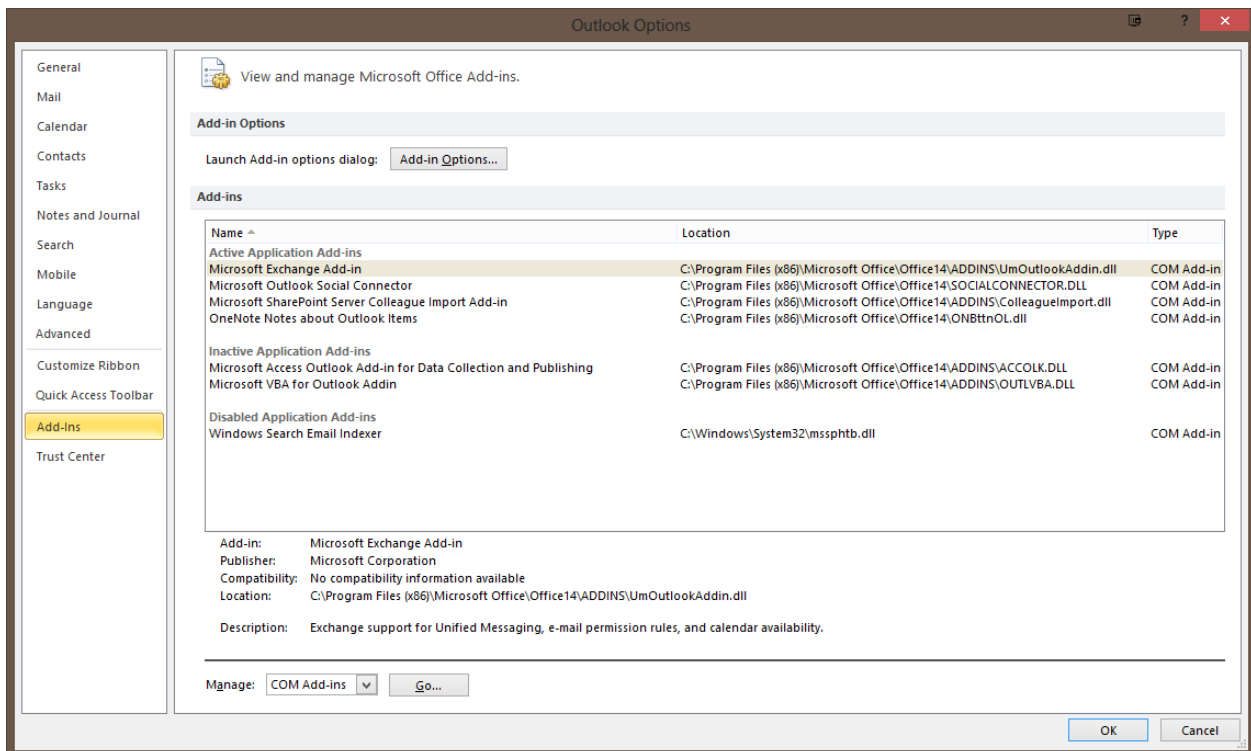 Outlook Options
?
General
Mail
Calendar
Contacts
Tasks
Notes and Journal
Search
Mobile
Language
Advanced
Customize Ribbon
Quick Access Toolbar
Add-Ins
Trust Center
View and manage Microsoft Office Add-ins.
Add-in Options
Launch Add-in options dialog: Add-in Options...
Add-ins
Name Location Type
Active Application Add-ins
Microsoft Exchange Add-in C:\Program Files (x86)\Microsoft Office\Office14\ADDINS\UmOutlookAddin.dll COM Add-in
Microsoft Outlook Social Connector C:\Program Files (x86)\Microsoft Office\Office14\SOCIALCONNECTOR.DLL COM Add-in
Microsoft SharePoint Server Colleague Import Add-in C:\Program Files (x86)\Microsoft Office\Office14\ADDINS\ColleagueImport.dll COM Add-in
OneNote Notes about Outlook Items C:\Program Files (x86)\Microsoft Office\Office14\ONBttnOL.dll COM Add-in
Inactive Application Add-ins
Microsoft Access Outlook Add-in for Data Collection and Publishing C:\Program Files (x86)\Microsoft Office\Office14\ADDINS\ACCOLK.DLL COM Add-in
Microsoft VBA for Outlook Addin C:\Program Files (x86)\Microsoft Office\Office14\ADDINS\OUTLVBA.DLL COM Add-in
Disabled Application Add-ins
Windows Search Email Indexer C:\Windows\System32\mssphtb.dll COM Add-in
Add-in: Microsoft Exchange Add-in
Publisher: Microsoft Corporation
Compatibility: No compatibility information available
Location: C:\Program Files (x86)\Microsoft Office\Office14\ADDINS\UmOutlookAddin.dll
Description: Exchange support for Unified Messaging, e-mail permission rules, and calendar availability.
Manage: COM Add-ins Go...
OK Cancel